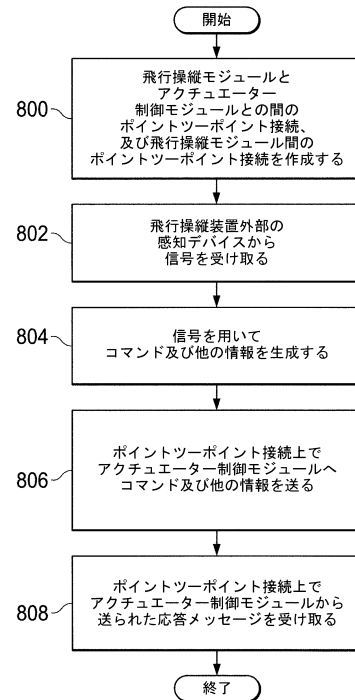 開始
800
飛行操縦モジュールと
アクチュエーター
制御モジュールとの間の
ポイントツーポイント接続、
及び飛行操縦モジュール間の
ポイントツーポイント接続を作成する
802
飛行操縦装置外部の
感知デバイスから
信号を受け取る
804
信号を用いて
コマンド及び他の情報を生成する
806
ポイントツーポイント接続上で
アクチュエーター制御モジュールへ
コマンド及び他の情報を送る
808
ポイントツーポイント接続上で
アクチュエーター制御モジュールから
送られた応答メッセージを受け取る
終了